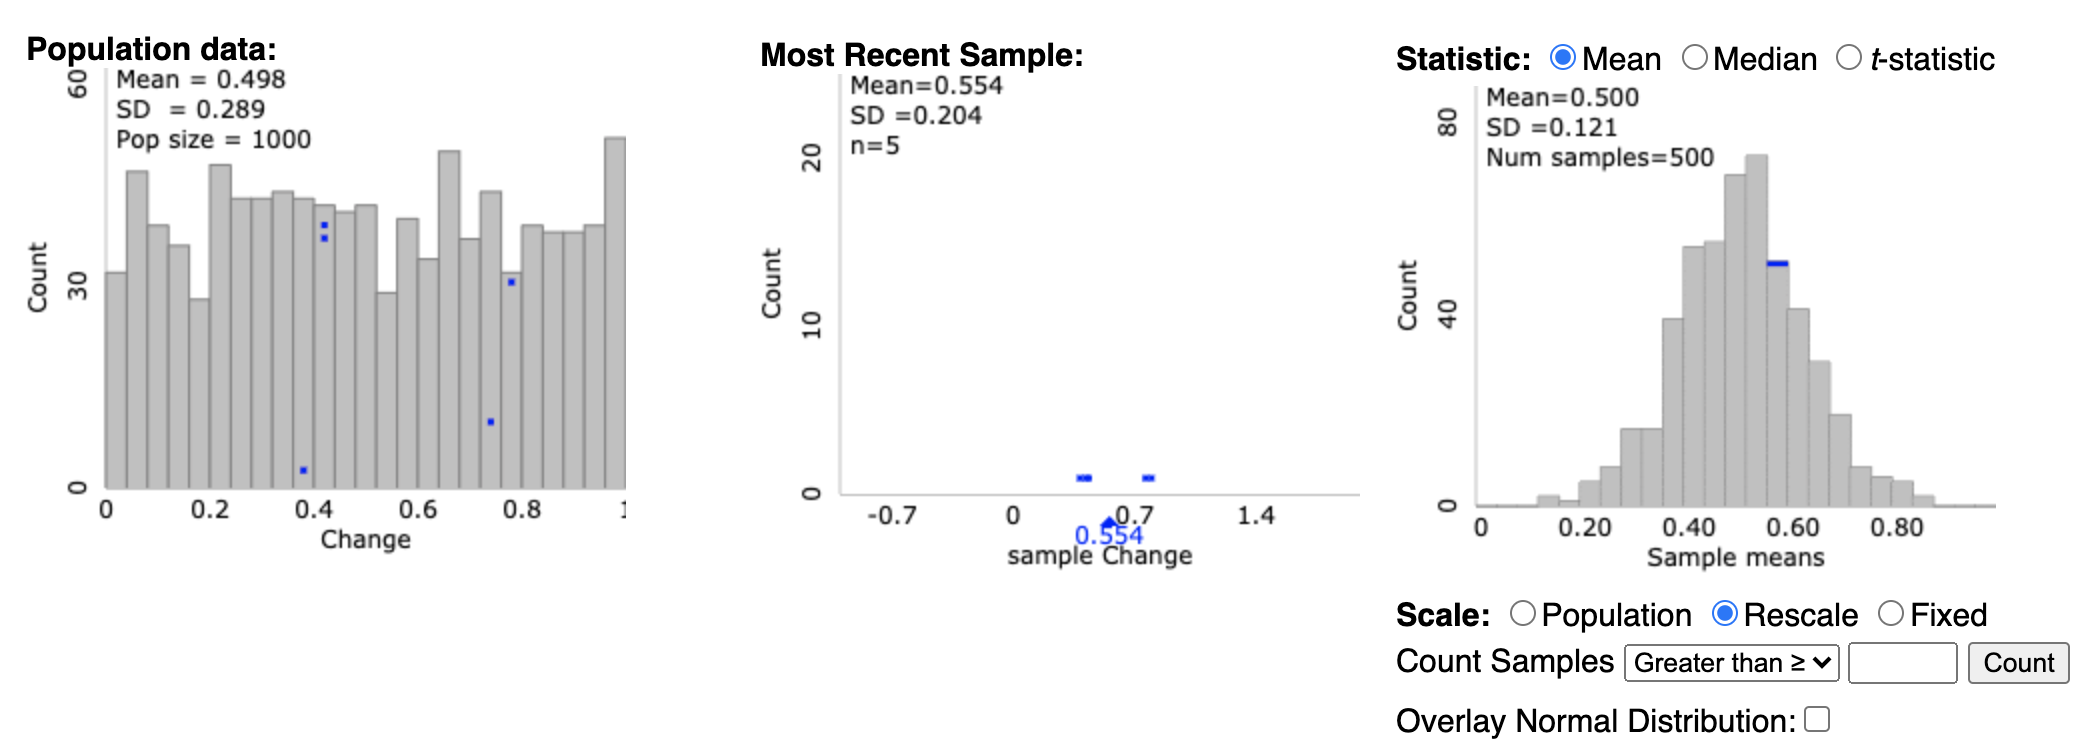 Population data:
Mean = 0.498
SD = 0.289
Pop size = 1000
60
30
0
Count
0 0.2 0.4 0.6 0.8 1
Change
Most Recent Sample:
Mean=0.554
SD =0.204
n=5
20
10
0
Count
-0.7 0 0.7 1.4
0.554
sample Change
Statistic: Mean Median t-statistic
Mean=0.500
SD =0.121
Num samples=500
80
40
0
Count
0 0.20 0.40 0.60 0.80
Sample means
Scale: Population Rescale Fixed
Count Samples Greater than ≥ Count
Overlay Normal Distribution: